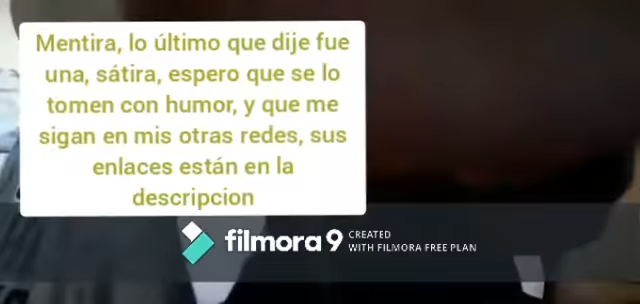 Mentira, lo último que dije fue
una, sátira, espero que se lo
tomen con humor, y que me
sigan en mis otras redes, sus
enlaces están en la
descripcion
filmora 9 CREATED
WITH FILMORA FREE PLAN